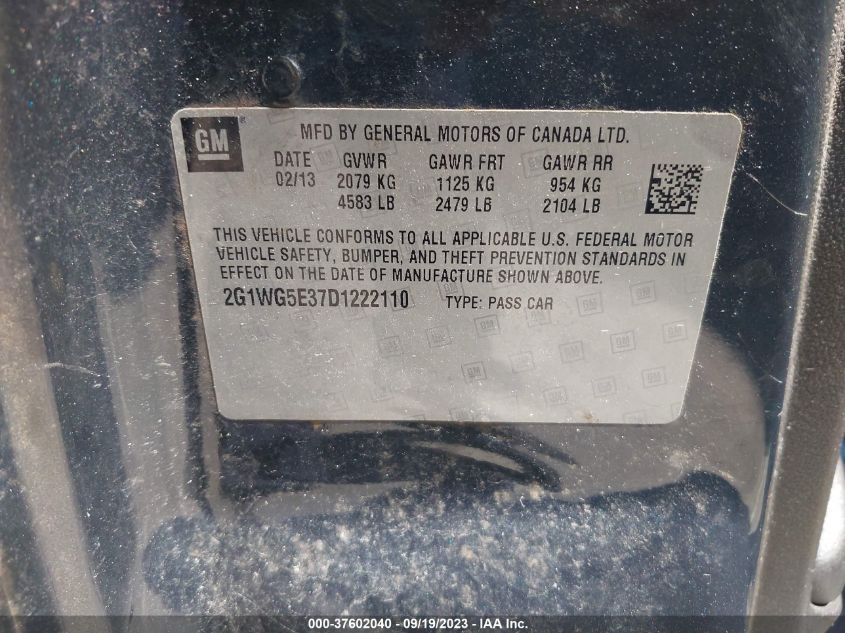 GM
MFD BY GENERAL MOTORS OF CANADA LTD.
DATE GVWR GAWR FRT GAWR RR
02/13 2079 KG 1125 KG 954 KG
4583 LB 2479 LB 2104 LB
THIS VEHICLE CONFORMS TO ALL APPLICABLE U.S. FEDERAL MOTOR
VEHICLE SAFETY, BUMPER, AND THEFT PREVENTION STANDARDS IN
EFFECT ON THE DATE OF MANUFACTURE SHOWN ABOVE.
2G1WG5E37D1222110 TYPE: PASS CAR
000-37602040 - 09/19/2023 - IAA Inc.